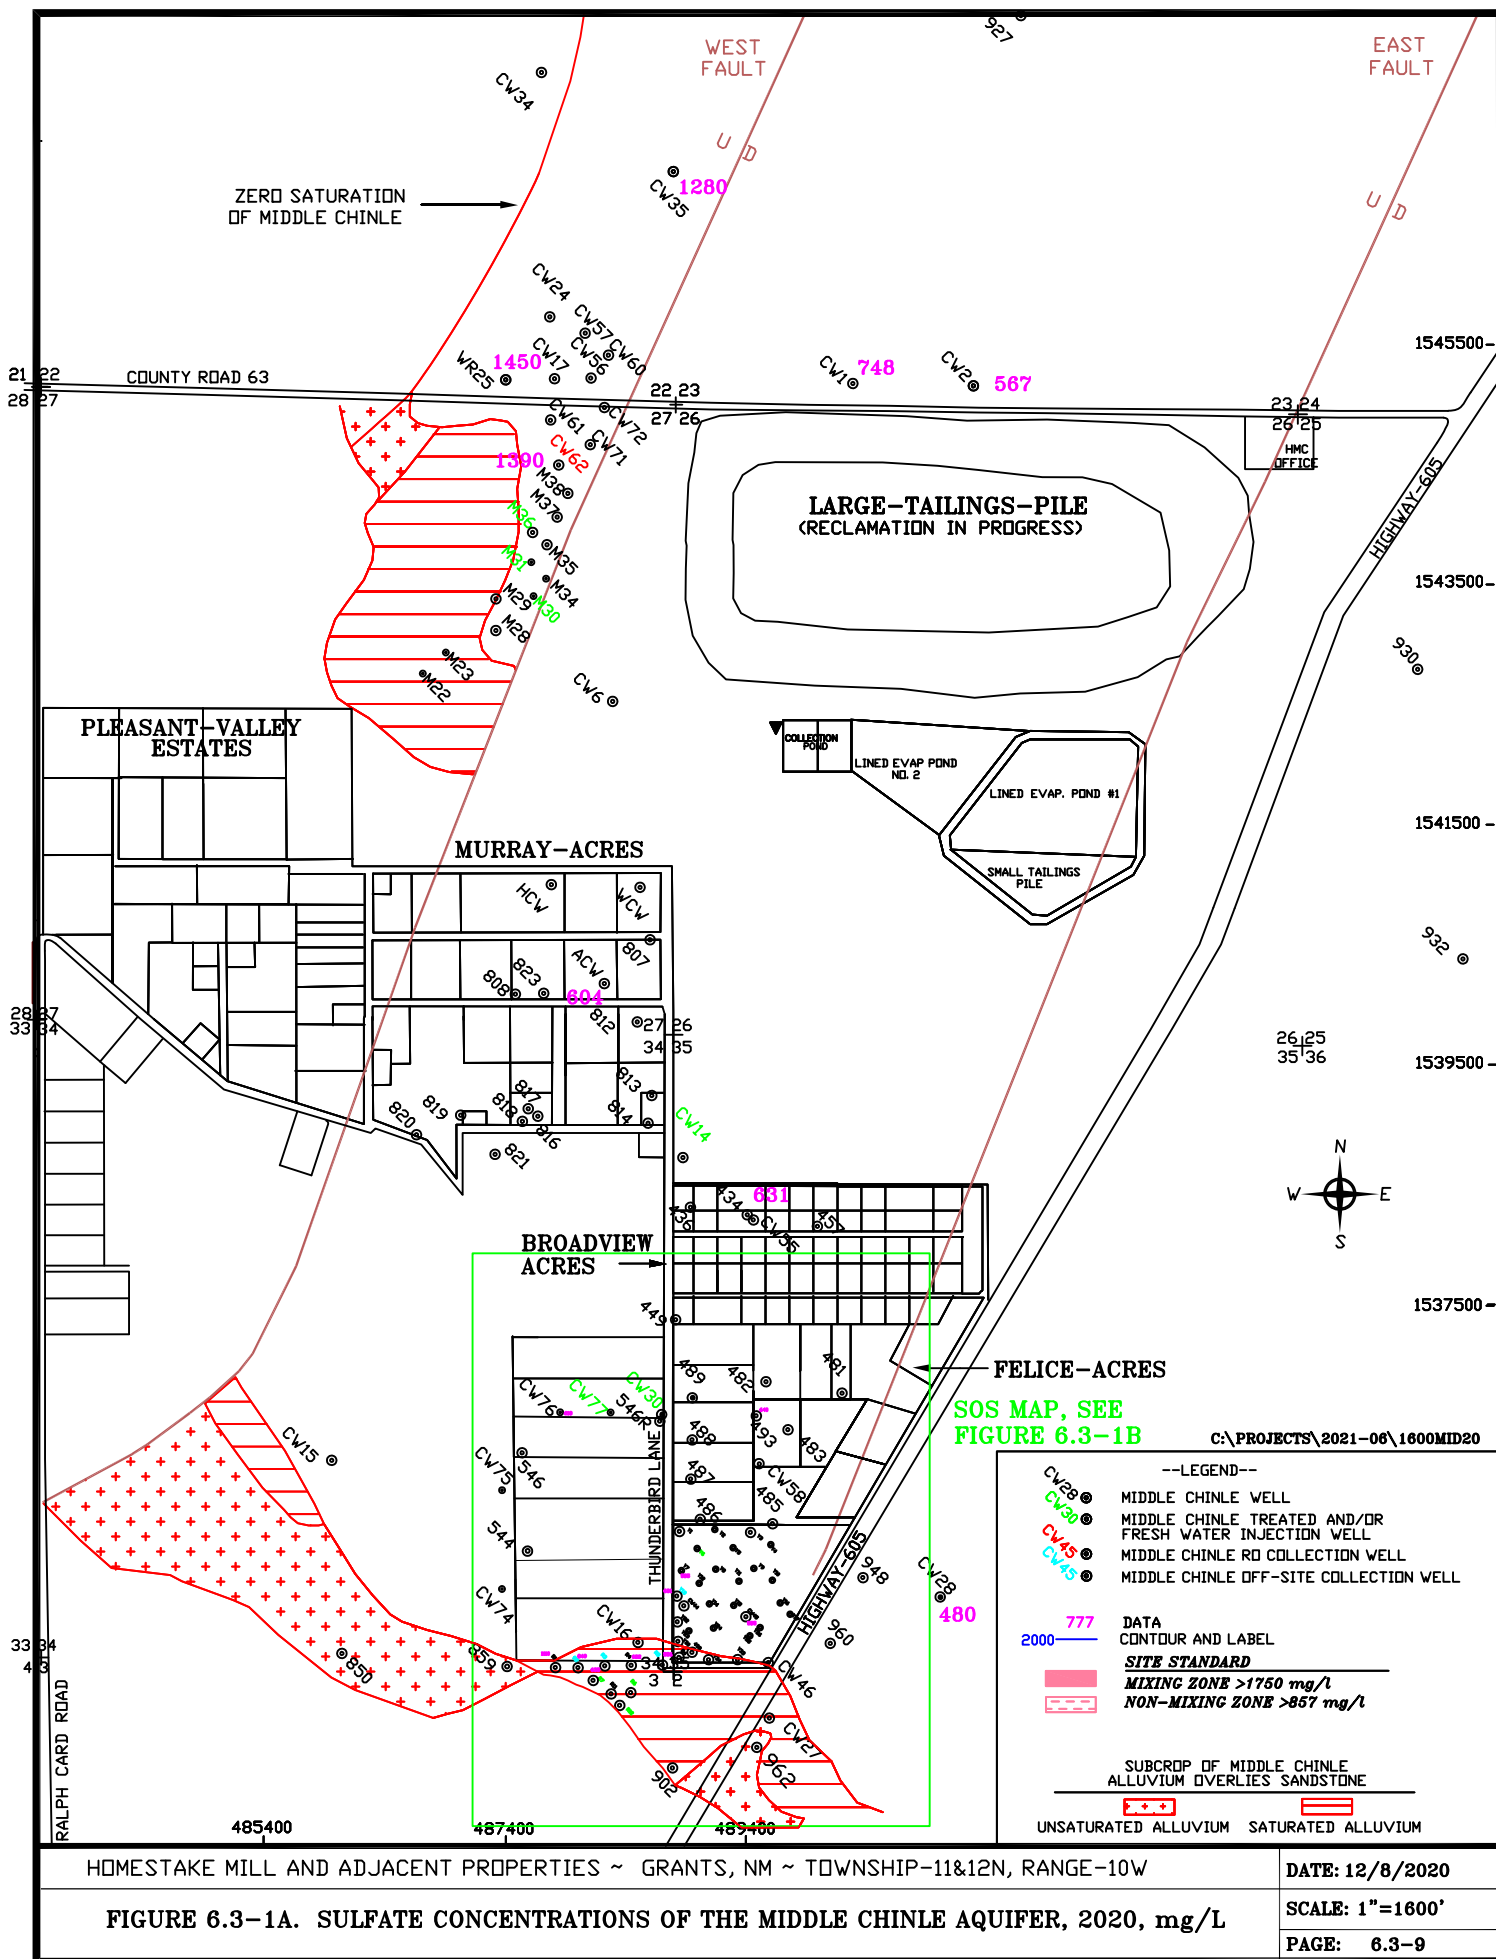 927
WEST
FAULT
EAST
FAULT
CW34
U D
ZERO SATURATION
OF MIDDLE CHINLE
1280
CW35
U D
CW24
CW57
CW60
CW56
CW17
1450
WR25
1545500
21 22
28 27
COUNTY ROAD 63
22 23
27 26
CW1
748
CW2
567
23 24
26 25
HMC
OFFICE
CW61
CW72
CW71
CW62
1390
M38
M37
M36
M35
M31
M34
M30
M29
M28
M23
M22
LARGE-TAILINGS-PILE
(RECLAMATION IN PROGRESS)
HIGHWAY-605
1543500
930
CW6
PLEASANT-VALLEY
ESTATES
COLLECTION
POND
LINED EVAP POND
NO. 2
LINED EVAP. POND #1
SMALL TAILINGS
PILE
1541500
MURRAY-ACRES
HCW
WCW
807
ACW
823
808
604
812
932
28 27
33 34
27 26
34 35
26 25
35 36
1539500
813
814
817
818
816
819
820
821
CW14
N
W E
S
631
434
436
CW55
457
BROADVIEW
ACRES
1537500
449
FELICE-ACRES
489
482
481
CW76
CW77
CW30
546R
493
483
488
SOS MAP, SEE
FIGURE 6.3-1B
C:\PROJECTS\2021-06\1600MID20
CW15
CW75
546
487
CW58
485
486
544
THUNDERBIRD LANE
HIGHWAY-605
948
CW28
480
960
CW74
CW16
859
850
33 34
4 3
34 35
3 2
CW46
CW27
962
902
RALPH CARD ROAD
485400
487400
489400
--LEGEND--
CW28 MIDDLE CHINLE WELL
CW30 MIDDLE CHINLE TREATED AND/OR
FRESH WATER INJECTION WELL
CW45 MIDDLE CHINLE RO COLLECTION WELL
CW45 MIDDLE CHINLE OFF-SITE COLLECTION WELL
777 DATA
2000 CONTOUR AND LABEL
SITE STANDARD
MIXING ZONE >1750 mg/l
NON-MIXING ZONE >857 mg/l
SUBCROP OF MIDDLE CHINLE
ALLUVIUM OVERLIES SANDSTONE
UNSATURATED ALLUVIUM SATURATED ALLUVIUM
HOMESTAKE MILL AND ADJACENT PROPERTIES ~ GRANTS, NM ~ TOWNSHIP-11&12N, RANGE-10W
DATE: 12/8/2020
FIGURE 6.3-1A. SULFATE CONCENTRATIONS OF THE MIDDLE CHINLE AQUIFER, 2020, mg/L
SCALE: 1"=1600'
PAGE: 6.3-9